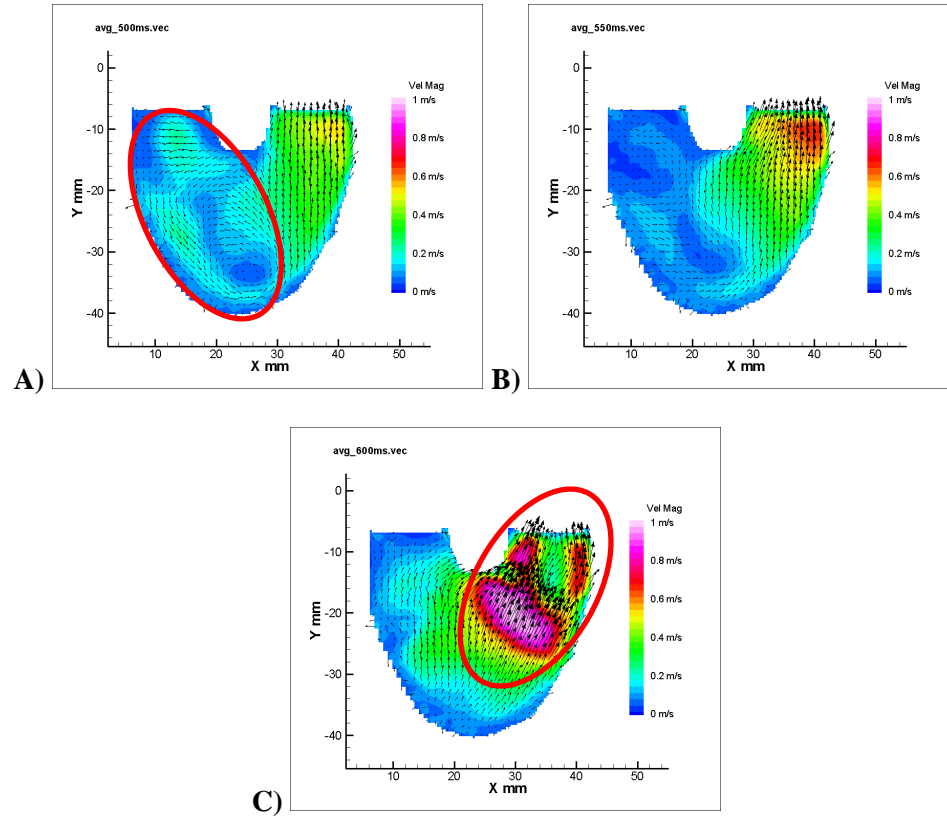 avg_500ms.vec
0
-10
-20
-30
-40
Y mm
10 20 30 40 50
X mm
Vel Mag
1 m/s
0.8 m/s
0.6 m/s
0.4 m/s
0.2 m/s
0 m/s
A)
avg_550ms.vec
0
-10
-20
-30
-40
Y mm
10 20 30 40 50
X mm
Vel Mag
1 m/s
0.8 m/s
0.6 m/s
0.4 m/s
0.2 m/s
0 m/s
B)
avg_600ms.vec
0
-10
-20
-30
-40
Y mm
10 20 30 40 50
X mm
Vel Mag
1 m/s
0.8 m/s
0.6 m/s
0.4 m/s
0.2 m/s
0 m/s
C)